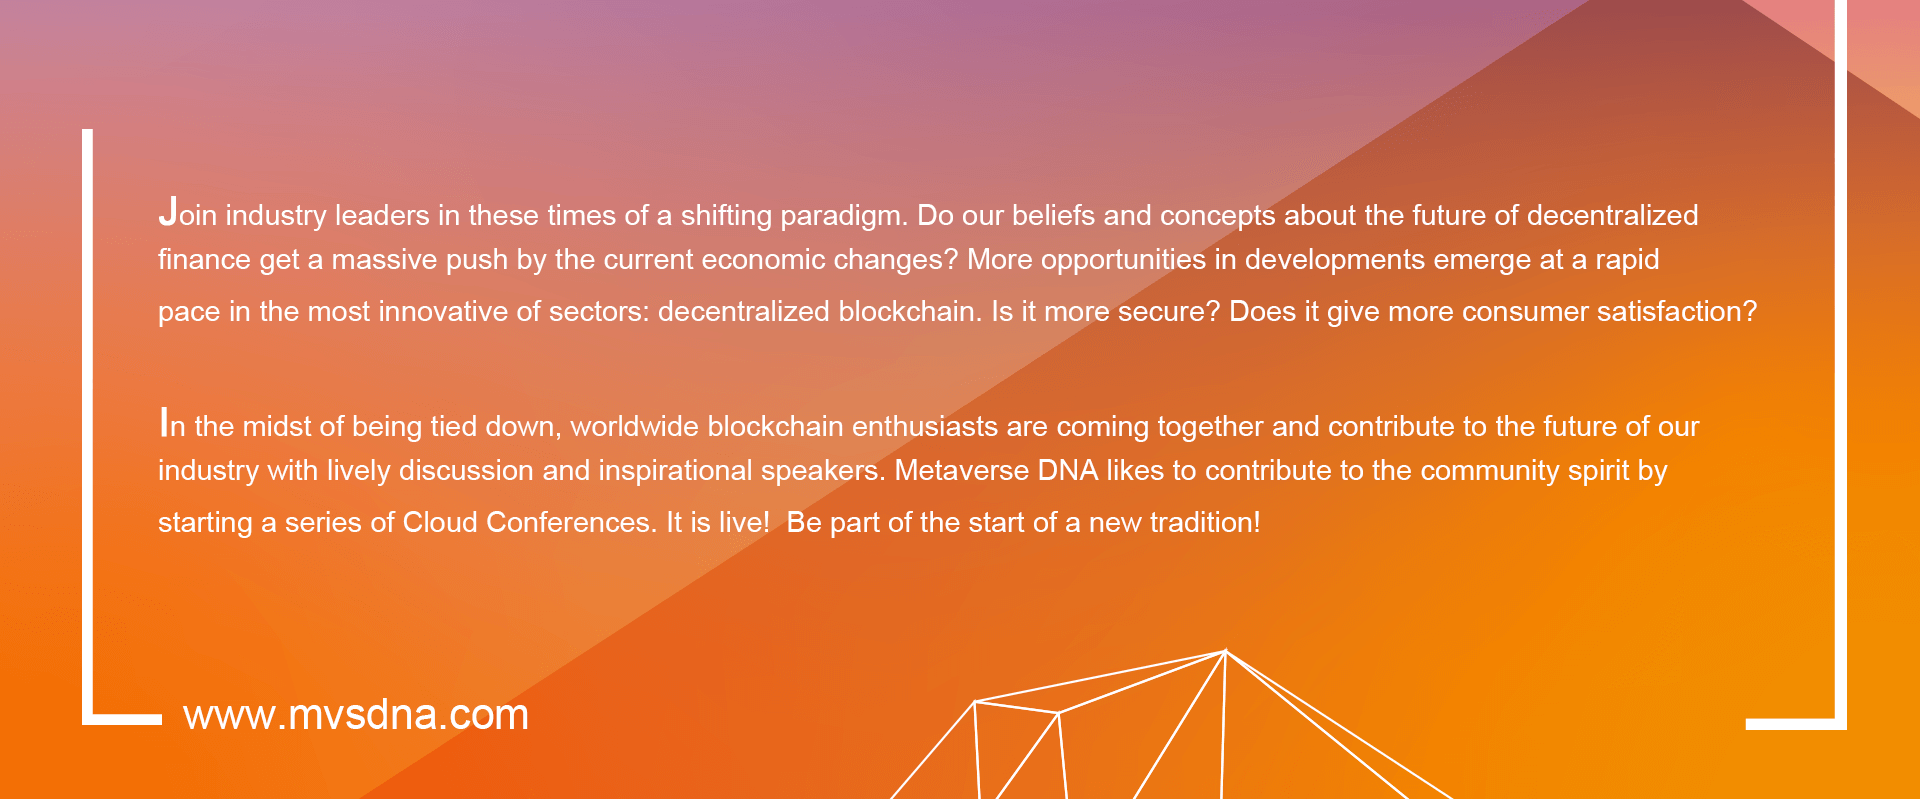 Join industry leaders in these times of a shifting paradigm. Do our beliefs and concepts about the future of decentralized
finance get a massive push by the current economic changes? More opportunities in developments emerge at a rapid
pace in the most innovative of sectors: decentralized blockchain. Is it more secure? Does it give more consumer satisfaction?
In the midst of being tied down, worldwide blockchain enthusiasts are coming together and contribute to the future of our
industry with lively discussion and inspirational speakers. Metaverse DNA likes to contribute to the community spirit by
starting a series of Cloud Conferences. It is live!  Be part of the start of a new tradition!
www.mvsdna.com